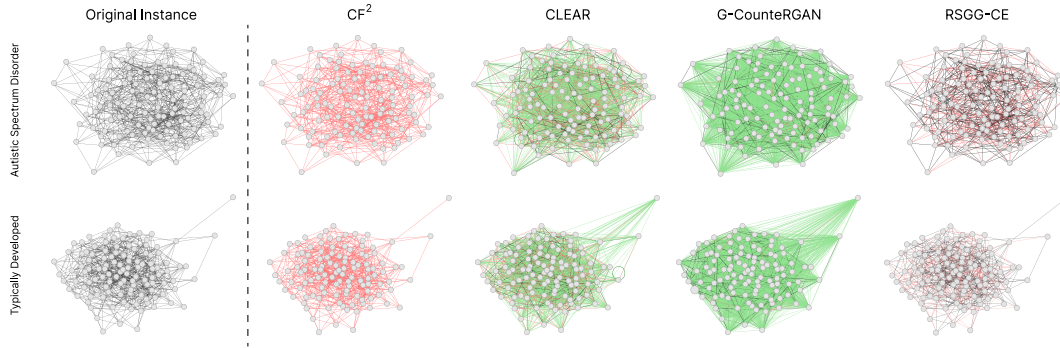 Original Instance
CF²
CLEAR
G-CounteRGAN
RSGG-CE
Autistic Spectrum Disorder
Typically Developed